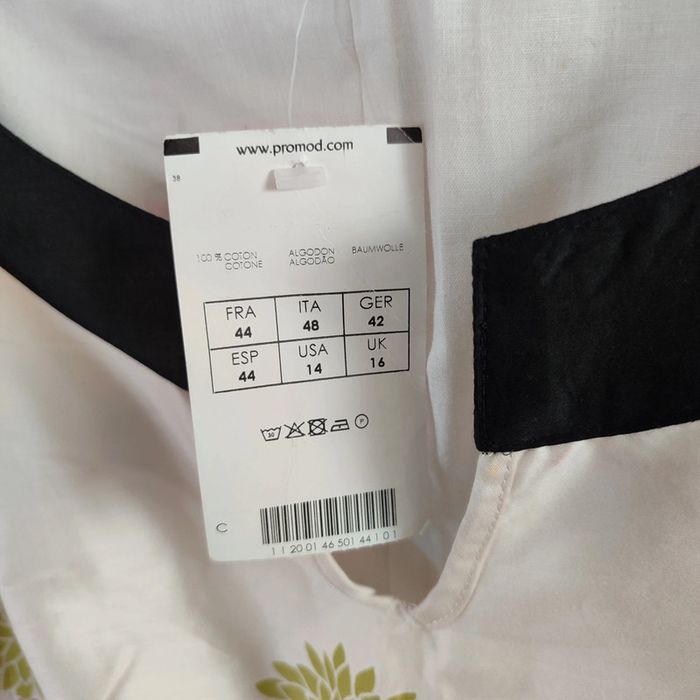 www.promod.com
38
100 % COTON ALGODON BAUMWOLLE
COTONE ALGODÃO
FRA ITA GER
44 48 42
ESP USA UK
44 14 16
30 P
C
1 1 20 01 46 501 44 1 0 1